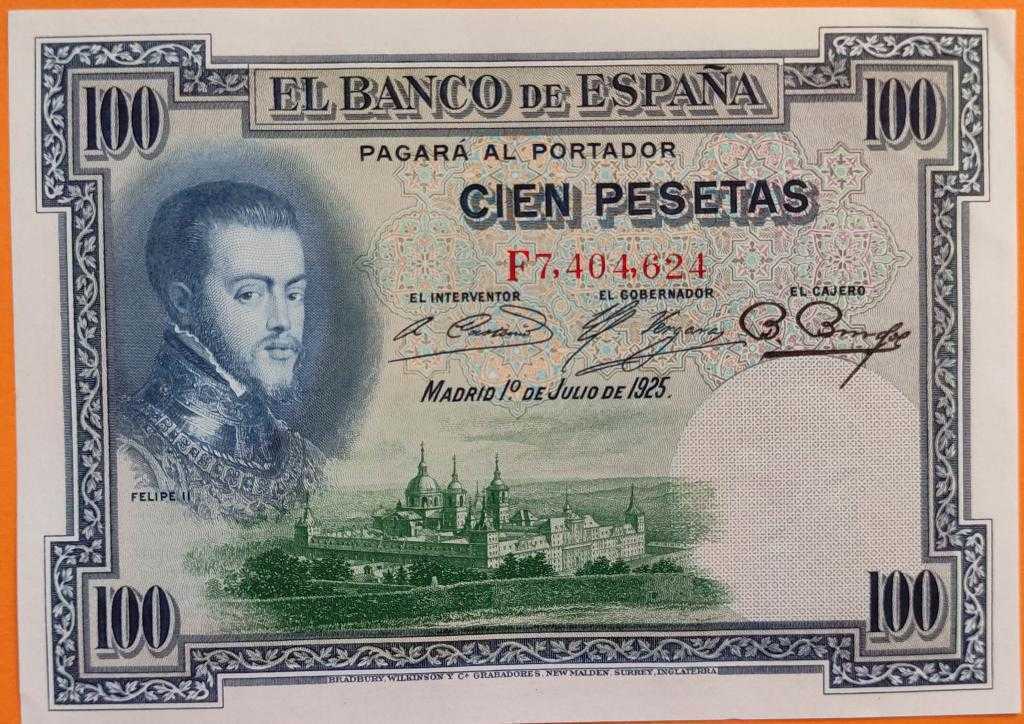 100 EL BANCO DE ESPAÑA 100
PAGARÁ AL PORTADOR
CIEN PESETAS
F7,404,624
EL INTERVENTOR EL GOBERNADOR EL CAJERO
MADRID 1º DE JULIO DE 1925.
FELIPE II
100 100
BRADBURY, WILKINSON Y Cª GRABADORES, NEW MALDEN, SURREY, INGLATERRA